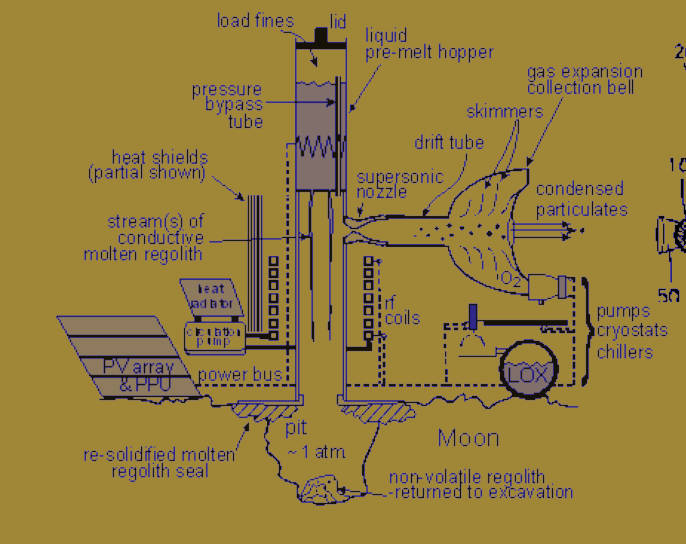 load fines
lid
liquid
pre-melt hopper
gas expansion
collection bell
pressure
bypass
tube
skimmers
drift tube
heat shields
(partial shown)
supersonic
nozzle
condensed
particulates
stream(s) of
conductive
molten regolith
O2
heat
radiator
rf
coils
circulation
pump
pumps
cryostats
chillers
PV array
& PPU
power bus
LOX
pit
~ 1 atm.
Moon
re-solidified molten
regolith seal
non-volatile regolith
-returned to excavation
50